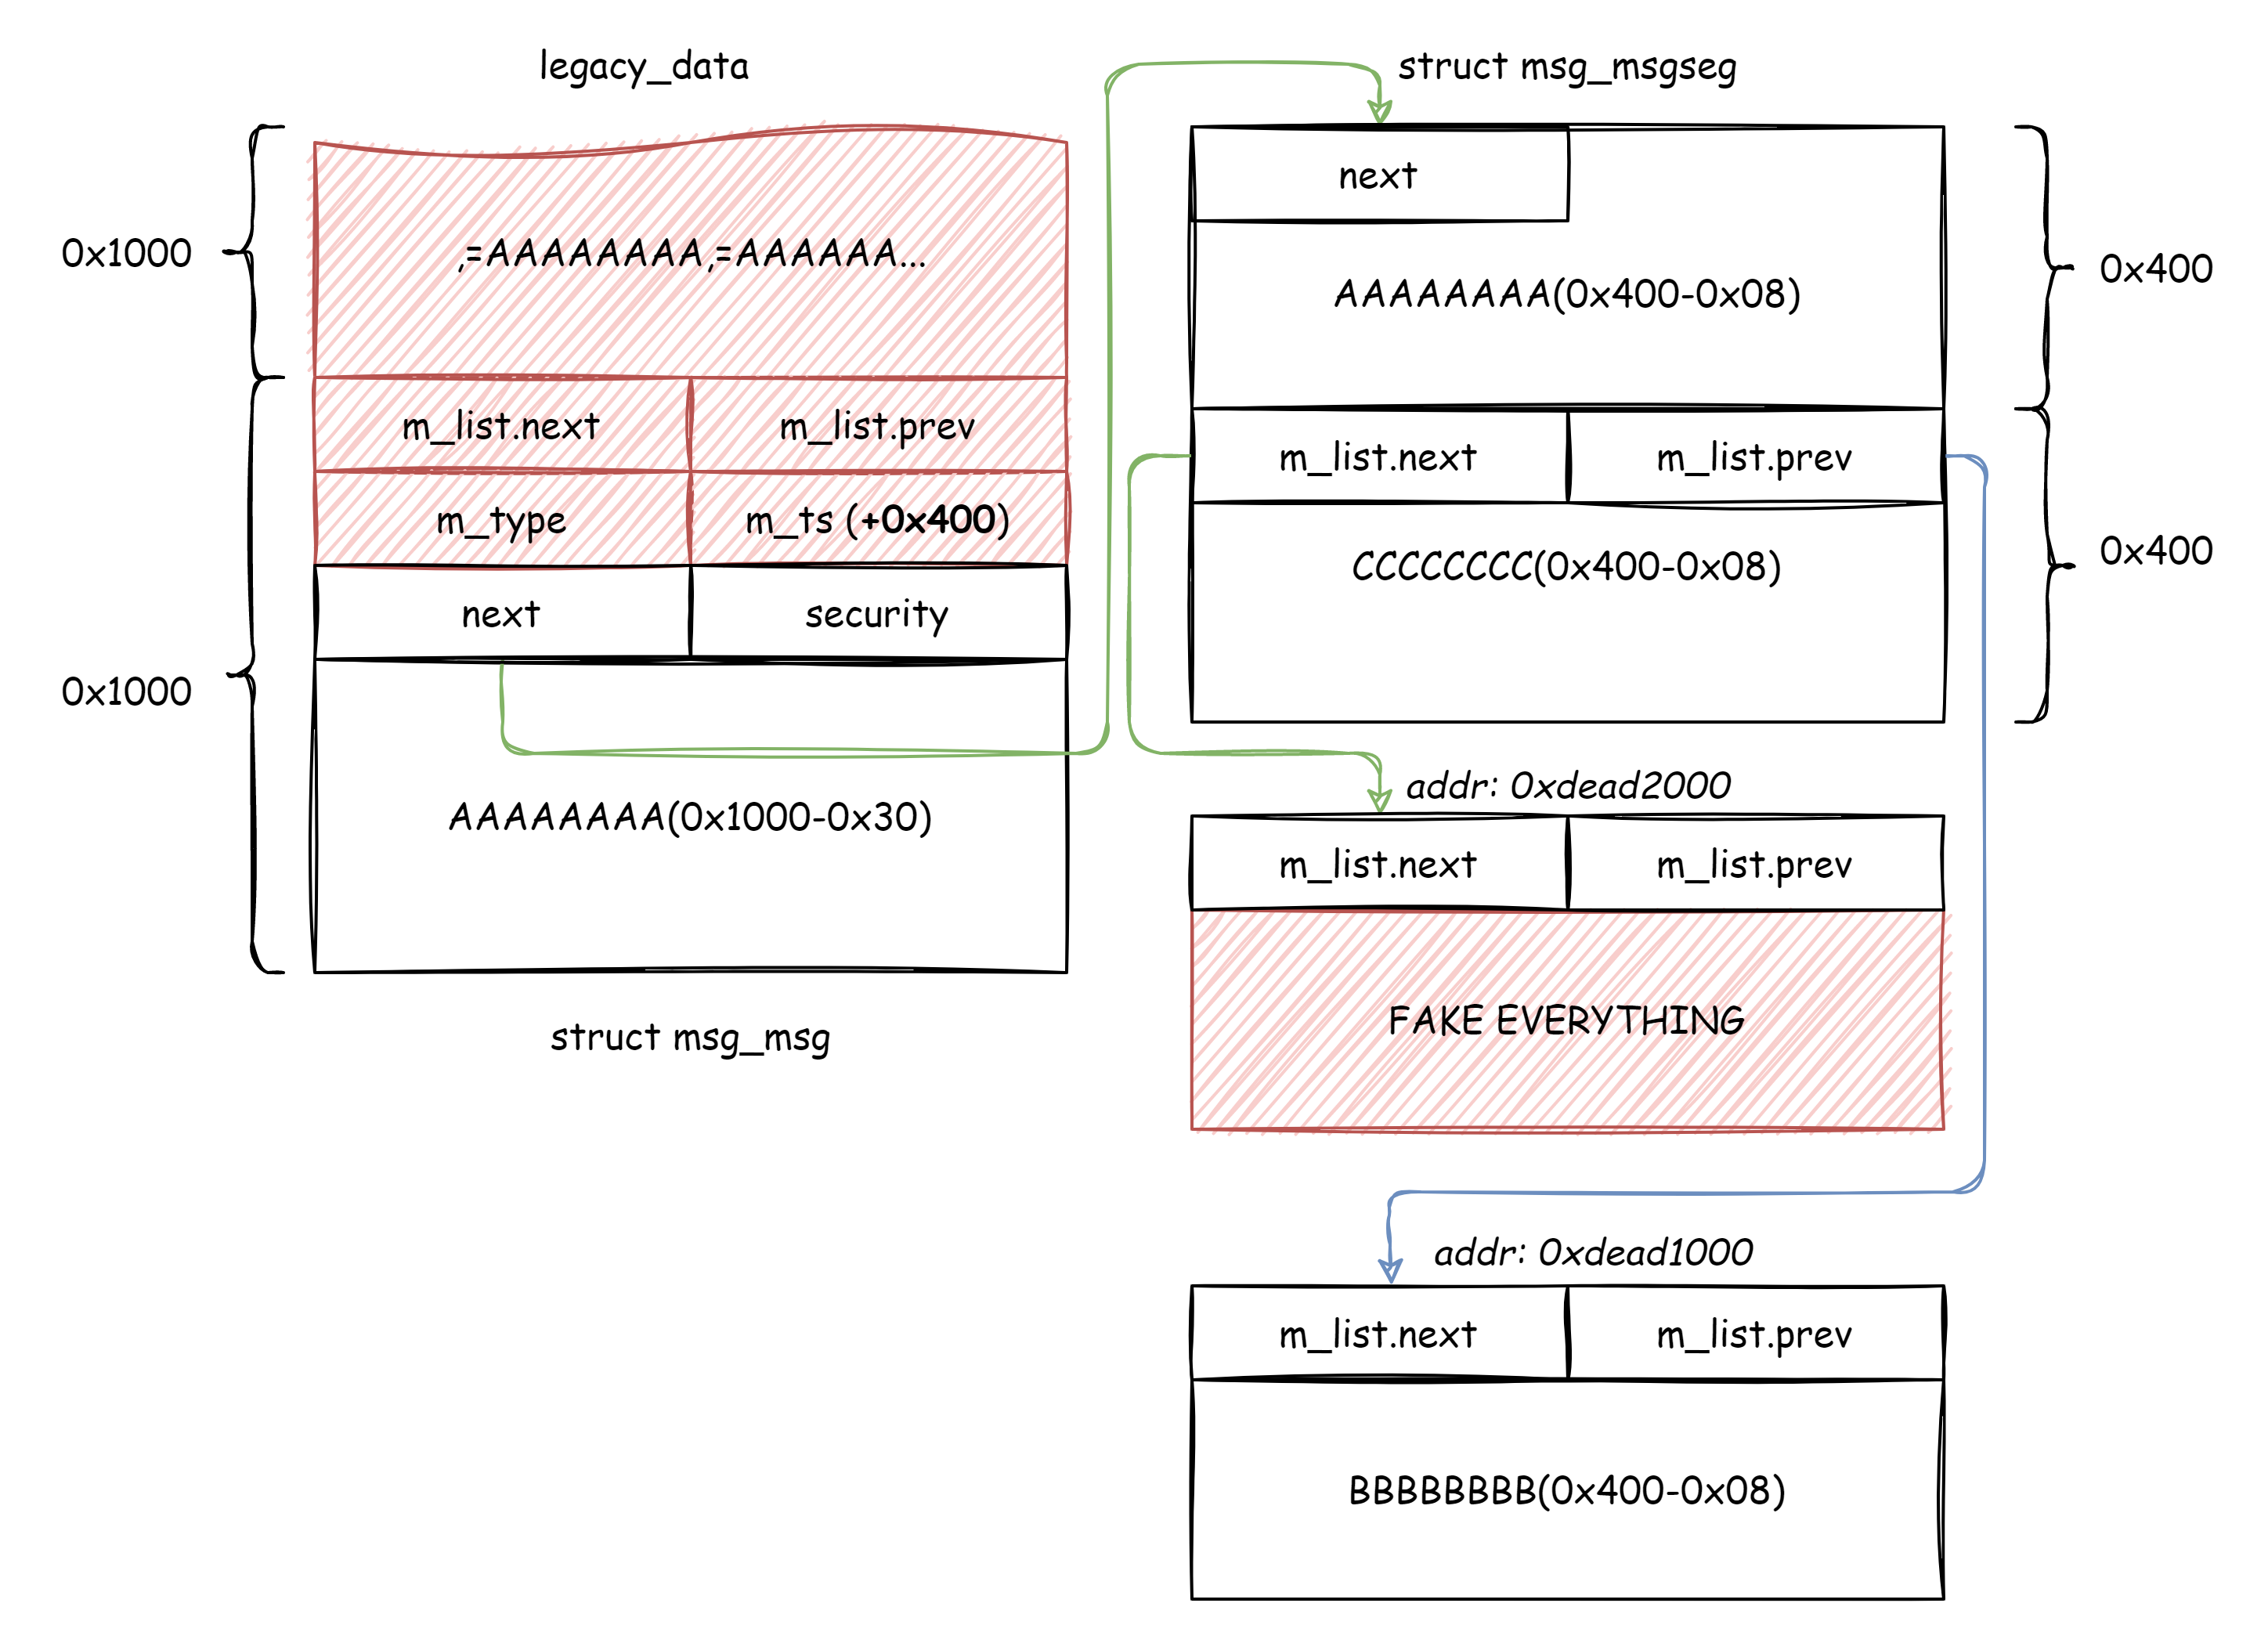 legacy_data
0x1000
,=AAAAAAAA,=AAAAAA...
m_list.next
m_list.prev
m_type
m_ts (+0x400)
next
security
0x1000
AAAAAAAA(0x1000-0x30)
struct msg_msg
struct msg_msgseg
next
AAAAAAAA(0x400-0x08)
0x400
m_list.next
m_list.prev
CCCCCCCC(0x400-0x08)
0x400
addr: 0xdead2000
m_list.next
m_list.prev
FAKE EVERYTHING
addr: 0xdead1000
m_list.next
m_list.prev
BBBBBBBB(0x400-0x08)